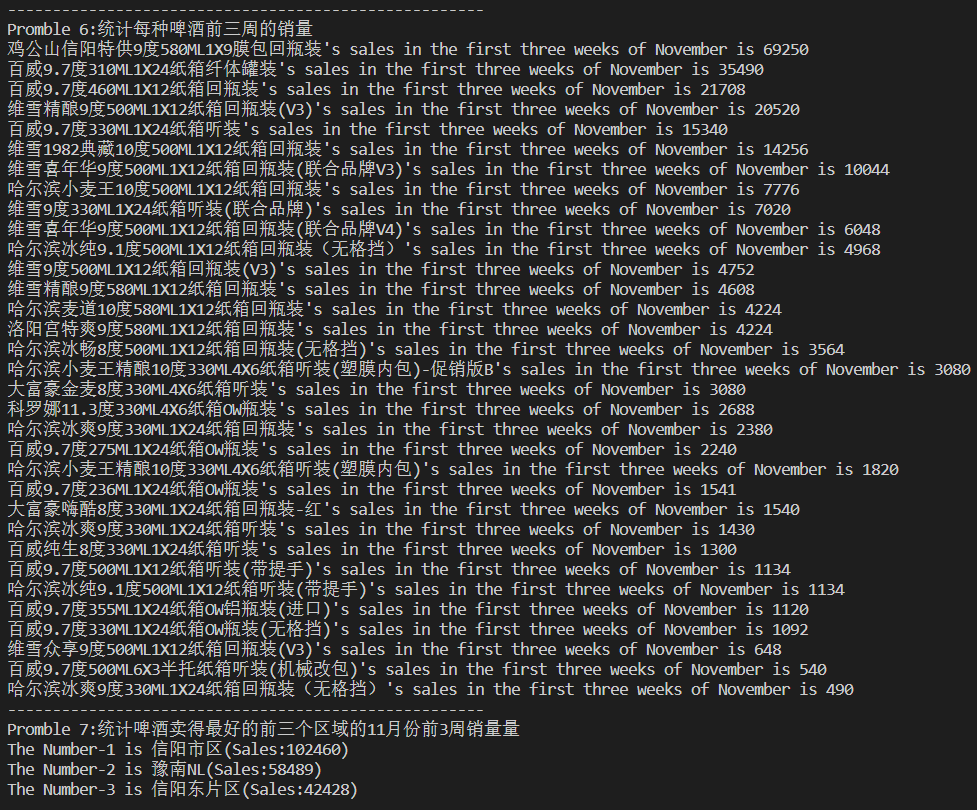 -----------------------------------------------------
Promble 6:统计每种啤酒前三周的销量
鸡公山信阳特供9度580ML1X9膜包回瓶装's sales in the first three weeks of November is 69250
百威9.7度310ML1X24纸箱纤体罐装's sales in the first three weeks of November is 35490
百威9.7度460ML1X12纸箱回瓶装's sales in the first three weeks of November is 21708
维雪精酿9度500ML1X12纸箱回瓶装(V3)'s sales in the first three weeks of November is 20520
百威9.7度330ML1X24纸箱听装's sales in the first three weeks of November is 15340
维雪1982典藏10度500ML1X12纸箱回瓶装's sales in the first three weeks of November is 14256
维雪喜年华9度500ML1X12纸箱回瓶装(联合品牌V3)'s sales in the first three weeks of November is 10044
哈尔滨小麦王10度500ML1X12纸箱回瓶装's sales in the first three weeks of November is 7776
维雪9度330ML1X24纸箱听装(联合品牌)'s sales in the first three weeks of November is 7020
维雪喜年华9度500ML1X12纸箱回瓶装(联合品牌V4)'s sales in the first three weeks of November is 6048
哈尔滨冰纯9.1度500ML1X12纸箱回瓶装（无格挡）'s sales in the first three weeks of November is 4968
维雪9度500ML1X12纸箱回瓶装(V3)'s sales in the first three weeks of November is 4752
维雪精酿9度580ML1X12纸箱回瓶装's sales in the first three weeks of November is 4608
哈尔滨麦道10度580ML1X12纸箱回瓶装's sales in the first three weeks of November is 4224
洛阳宫特爽9度580ML1X12纸箱回瓶装's sales in the first three weeks of November is 4224
哈尔滨冰畅8度500ML1X12纸箱回瓶装(无格挡)'s sales in the first three weeks of November is 3564
哈尔滨小麦王精酿10度330ML4X6纸箱听装(塑膜内包)-促销版B's sales in the first three weeks of November is 3080
大富豪金麦8度330ML4X6纸箱听装's sales in the first three weeks of November is 3080
科罗娜11.3度330ML4X6纸箱OW瓶装's sales in the first three weeks of November is 2688
哈尔滨冰爽9度330ML1X24纸箱回瓶装's sales in the first three weeks of November is 2380
百威9.7度275ML1X24纸箱OW瓶装's sales in the first three weeks of November is 2240
哈尔滨小麦王精酿10度330ML4X6纸箱听装(塑膜内包)'s sales in the first three weeks of November is 1820
百威9.7度236ML1X24纸箱OW瓶装's sales in the first three weeks of November is 1541
大富豪嗨酷8度330ML1X24纸箱回瓶装-红's sales in the first three weeks of November is 1540
哈尔滨冰爽9度330ML1X24纸箱听装's sales in the first three weeks of November is 1430
百威纯生8度330ML1X24纸箱听装's sales in the first three weeks of November is 1300
百威9.7度500ML1X12纸箱听装(带提手)'s sales in the first three weeks of November is 1134
哈尔滨冰纯9.1度500ML1X12纸箱听装(带提手)'s sales in the first three weeks of November is 1134
百威9.7度355ML1X24纸箱OW铝瓶装(进口)'s sales in the first three weeks of November is 1120
百威9.7度330ML1X24纸箱OW瓶装(无格挡)'s sales in the first three weeks of November is 1092
维雪众享9度500ML1X12纸箱回瓶装(V3)'s sales in the first three weeks of November is 648
百威9.7度500ML6X3半托纸箱听装(机械改包)'s sales in the first three weeks of November is 540
哈尔滨冰爽9度330ML1X24纸箱回瓶装（无格挡）'s sales in the first three weeks of November is 490
-----------------------------------------------------
Promble 7:统计啤酒卖得最好的前三个区域的11月份前3周销量量
The Number-1 is 信阳市区(Sales:102460)
The Number-2 is 豫南NL(Sales:58489)
The Number-3 is 信阳东片区(Sales:42428)